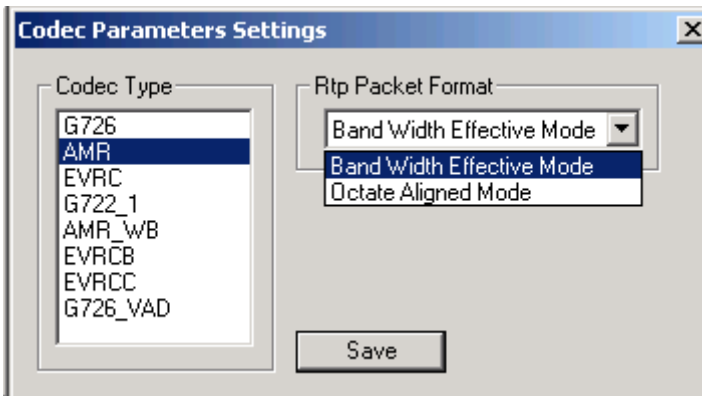 Codec Parameters Settings
Codec Type
G726
AMR
EVRC
G722_1
AMR_WB
EVRCB
EVRCC
G726_VAD
Rtp Packet Format
Band Width Effective Mode
Band Width Effective Mode
Octate Aligned Mode
Save